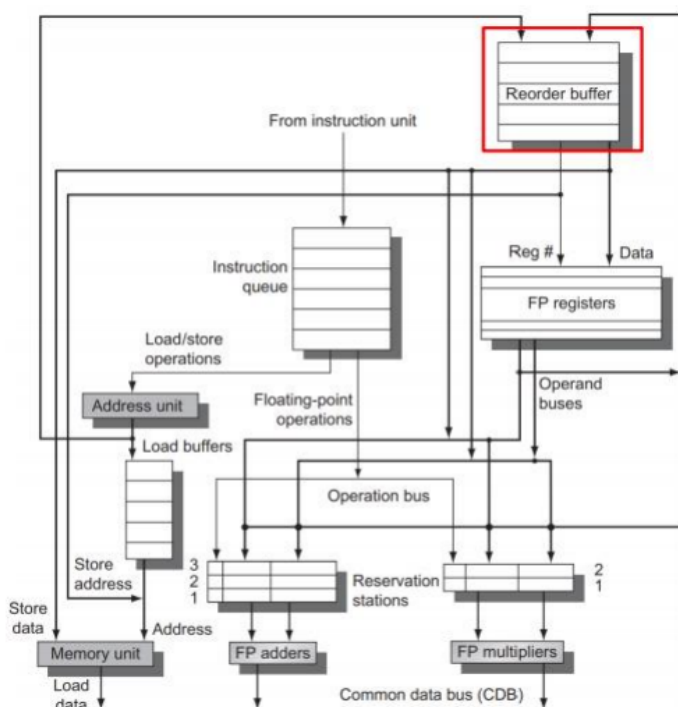 Reorder buffer
From instruction unit
Reg #
Data
Instruction
queue
FP registers
Load/store
operations
Operand
buses
Address unit
Floating-point
operations
Load buffers
Operation bus
Store
address
3
2
1
Reservation
stations
2
1
Store
data
Address
Memory unit
FP adders
FP multipliers
Load
data
Common data bus (CDB)